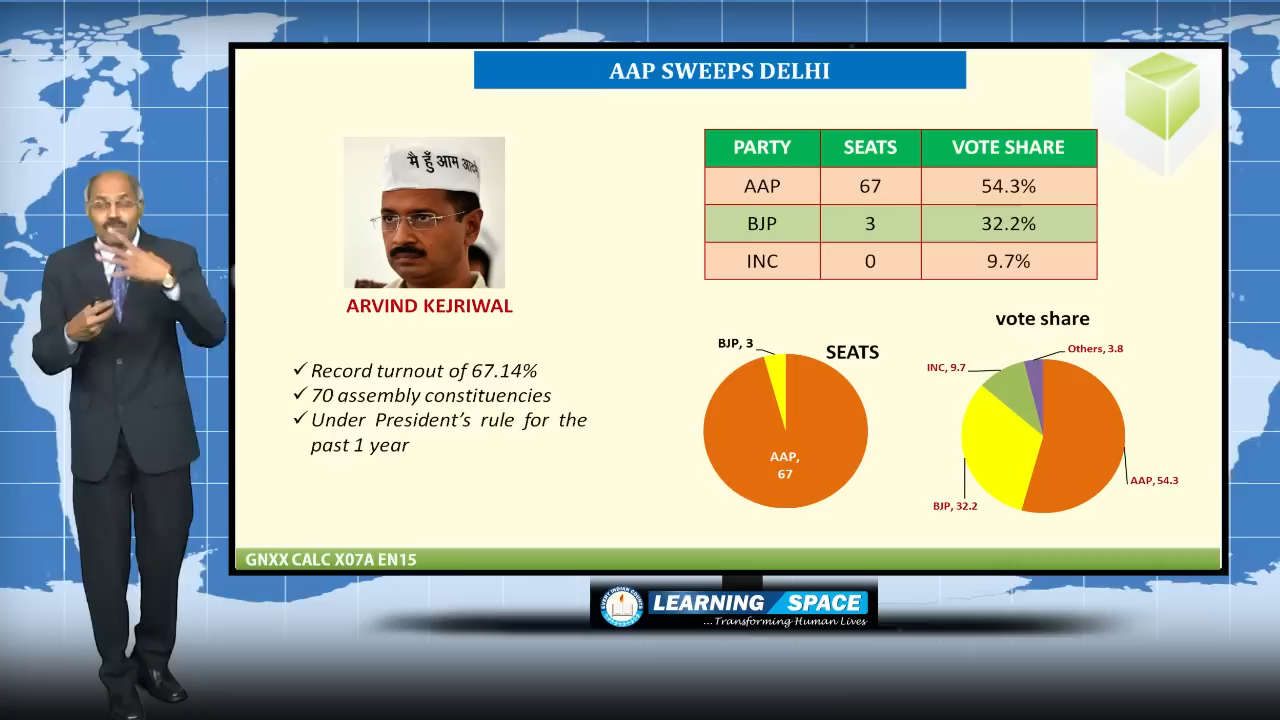 AAP SWEEPS DELHI
मैं हूँ आम आदमी
ARVIND KEJRIWAL
✓ Record turnout of 67.14%
✓ 70 assembly constituencies
✓ Under President's rule for the
past 1 year
PARTY SEATS VOTE SHARE
AAP 67 54.3%
BJP 3 32.2%
INC 0 9.7%
SEATS
BJP, 3
AAP,
67
vote share
Others, 3.8
INC, 9.7
AAP, 54.3
BJP, 32.2
GNXX CALC X07A EN15
EVERY INDIAN COUNTS
LEARNING SPACE
...Transforming Human Lives